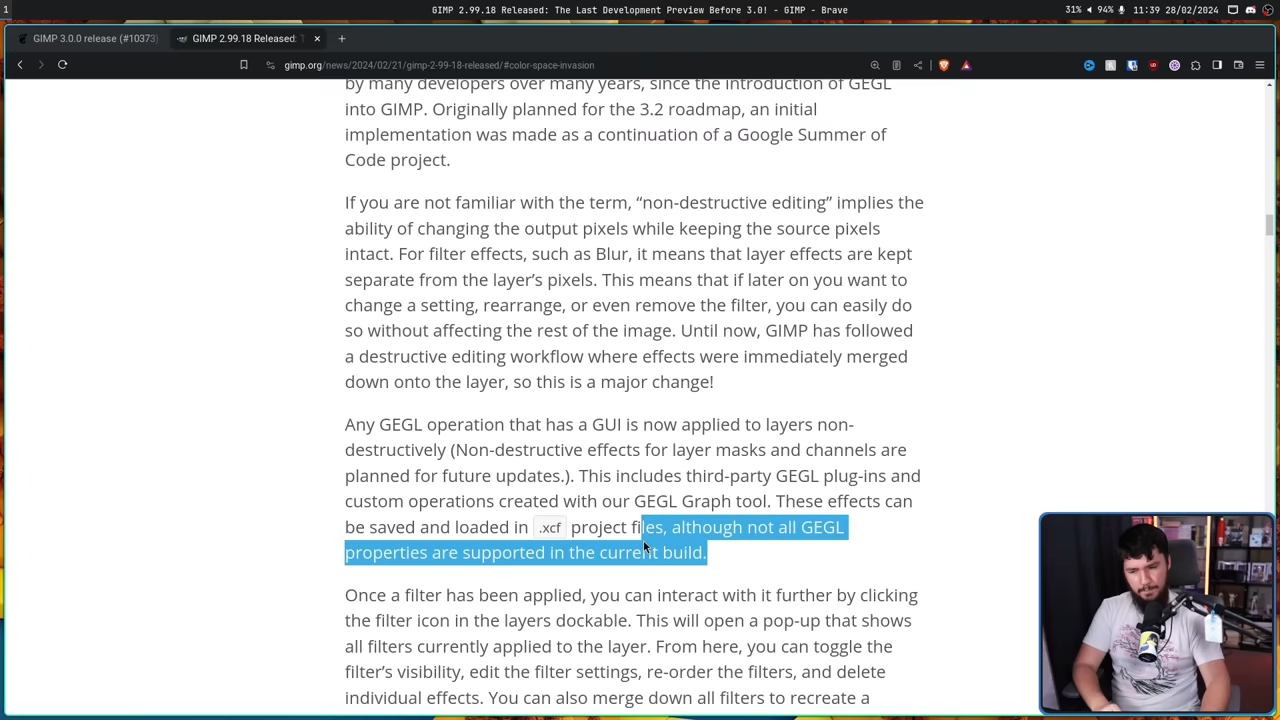 1
GIMP 2.99.18 Released: The Last Development Preview Before 3.0! - GIMP - Brave
31%
94%
11:39 28/02/2024
GIMP 3.0.0 release (#10373)
GIMP 2.99.18 Released: T
gimp.org/news/2024/02/21/gimp-2-99-18-released/#color-space-invasion
by many developers over many years, since the introduction of GEGL
into GIMP. Originally planned for the 3.2 roadmap, an initial
implementation was made as a continuation of a Google Summer of
Code project.
If you are not familiar with the term, “non-destructive editing” implies the
ability of changing the output pixels while keeping the source pixels
intact. For filter effects, such as Blur, it means that layer effects are kept
separate from the layer’s pixels. This means that if later on you want to
change a setting, rearrange, or even remove the filter, you can easily do
so without affecting the rest of the image. Until now, GIMP has followed
a destructive editing workflow where effects were immediately merged
down onto the layer, so this is a major change!
Any GEGL operation that has a GUI is now applied to layers non-
destructively (Non-destructive effects for layer masks and channels are
planned for future updates.). This includes third-party GEGL plug-ins and
custom operations created with our GEGL Graph tool. These effects can
be saved and loaded in .xcf project files, although not all GEGL
properties are supported in the current build.
Once a filter has been applied, you can interact with it further by clicking
the filter icon in the layers dockable. This will open a pop-up that shows
all filters currently applied to the layer. From here, you can toggle the
filter’s visibility, edit the filter settings, re-order the filters, and delete
individual effects. You can also merge down all filters to recreate a